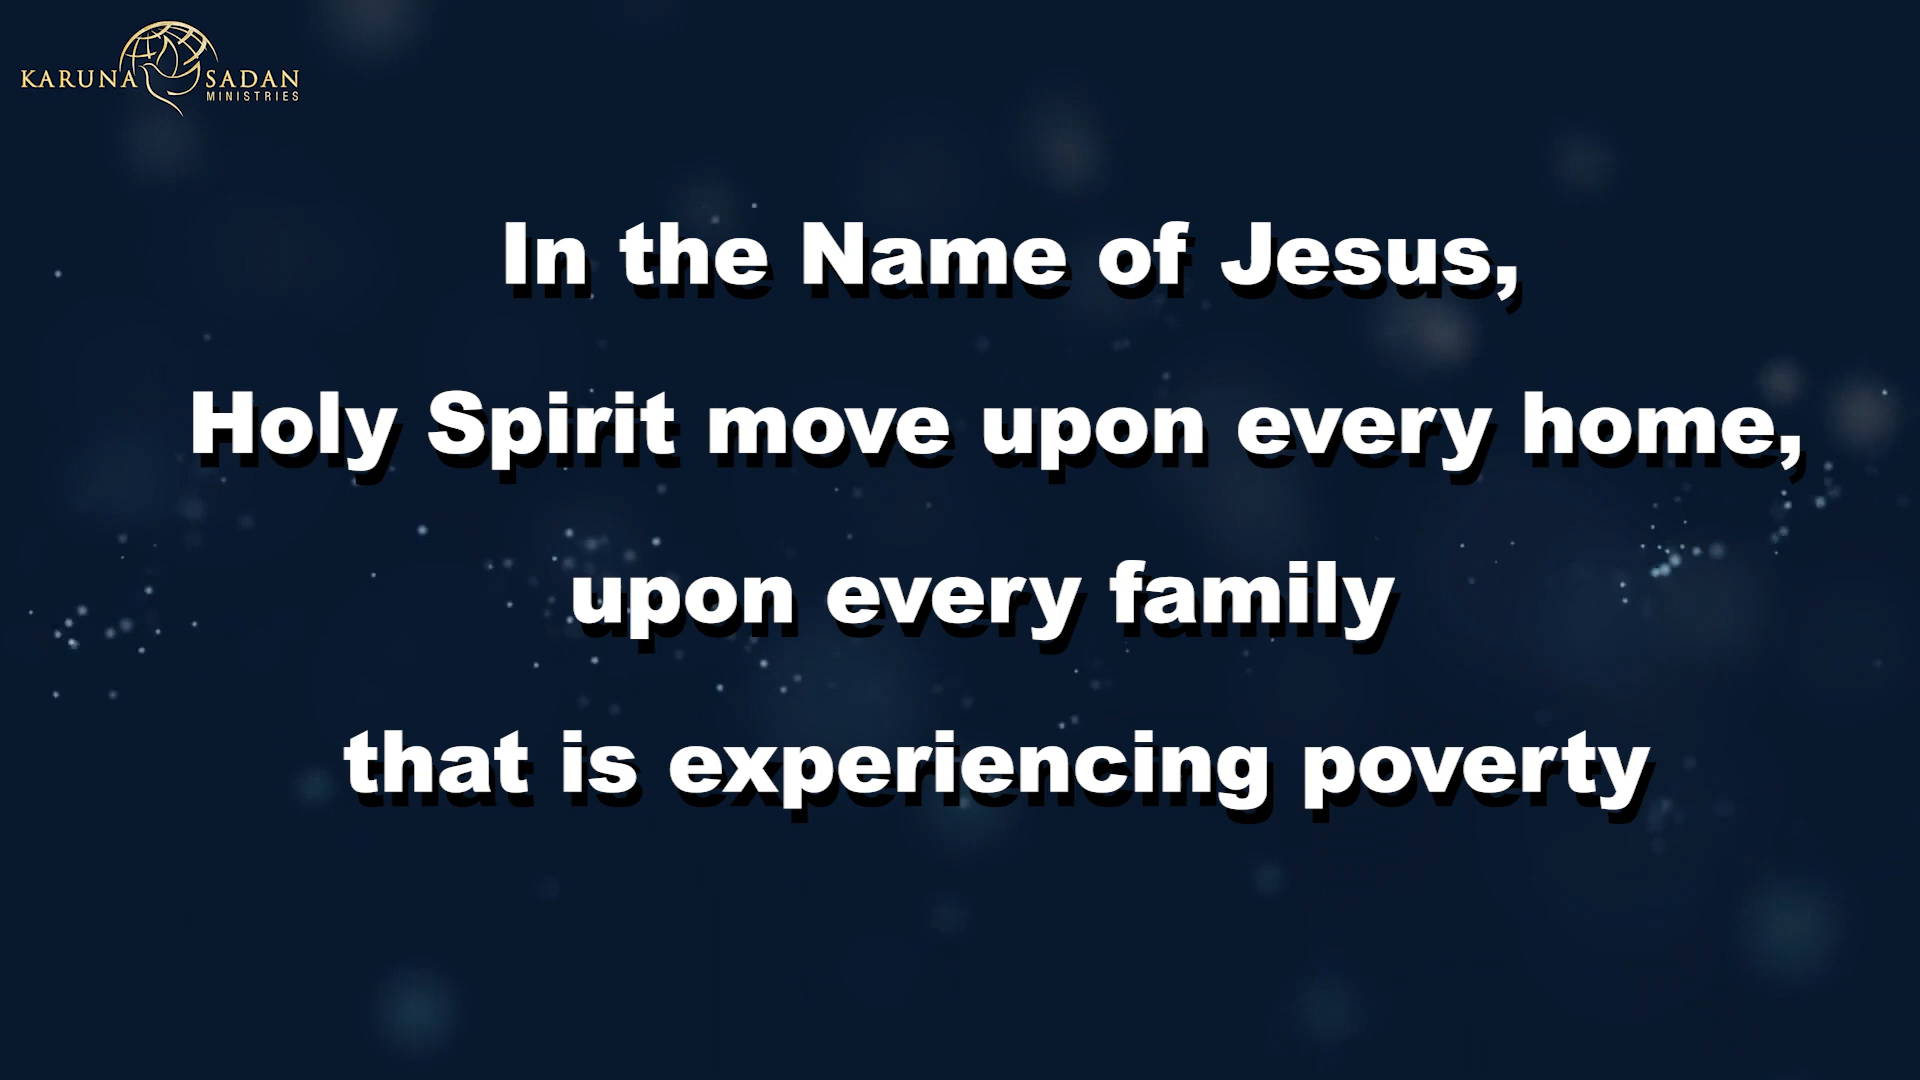 KARUNA SADAN
MINISTRIES
In the Name of Jesus,
Holy Spirit move upon every home,
upon every family
that is experiencing poverty